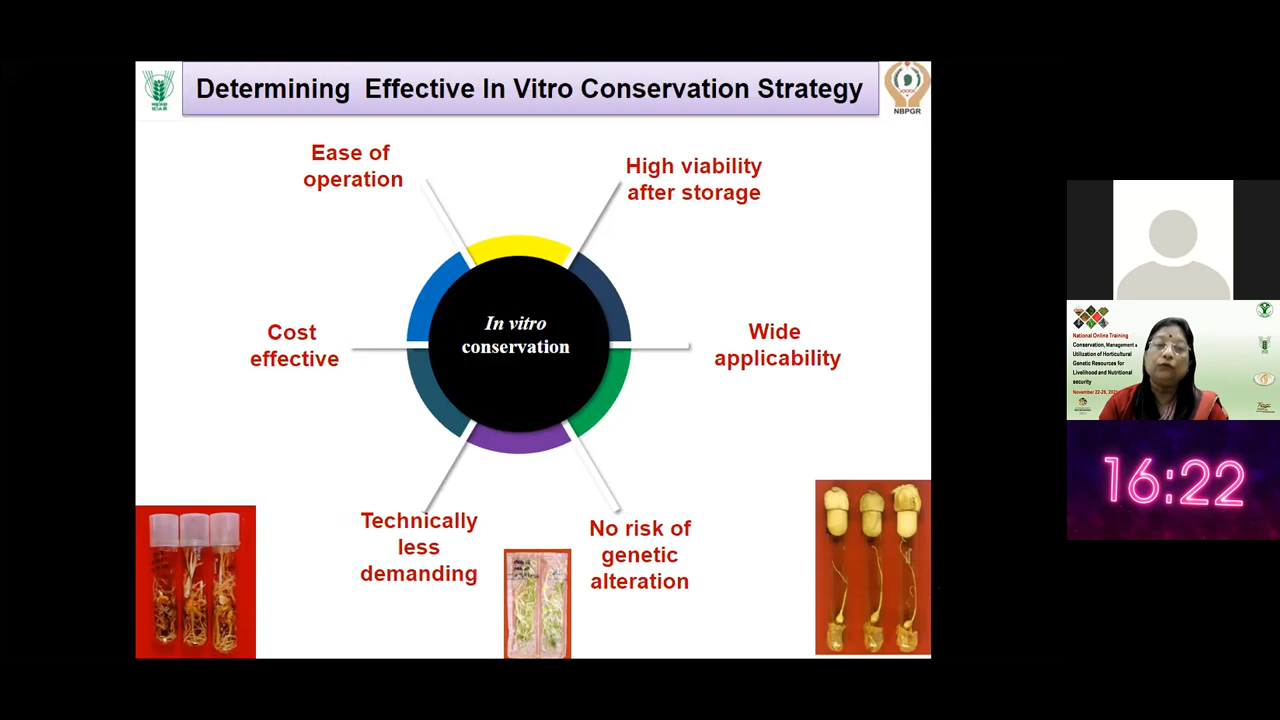 Determining Effective In Vitro Conservation Strategy
ICAR
NBPGR
Ease of
operation
High viability
after storage
Cost
effective
In vitro
conservation
Wide
applicability
Technically
less
demanding
No risk of
genetic
alteration
National Online Training
Conservation, Management &
Utilization of Horticultural
Genetic Resources for
Livelihood and Nutritional
security
November 22-26, 202
16:22